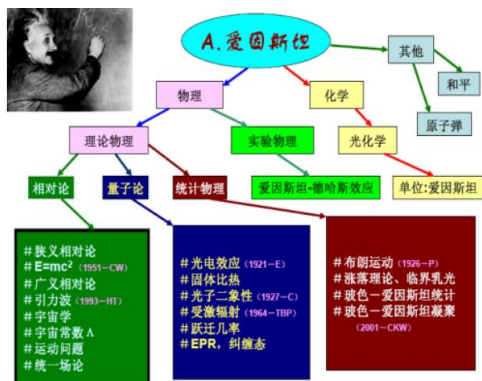 A.爱因斯坦
其他
和平
原子弹
物理
化学
理论物理
实验物理
光化学
相对论
量子论
统计物理
爱因斯坦-德哈斯效应
单位:爱因斯坦
#狭义相对论
#E=mc² (1951-CW)
#广义相对论
#引力波(1993-HT)
#宇宙学
#宇宙常数Λ
#运动问题
#统一场论
#光电效应(1921-E)
#固体比热
#光子二象性(1927-C)
#受激辐射(1964-TBP)
#跃迁几率
#EPR，纠缠态
#布朗运动(1926-P)
#涨落理论、临界乳光
#玻色-爱因斯坦统计
#玻色-爱因斯坦凝聚
(2001-CKW)